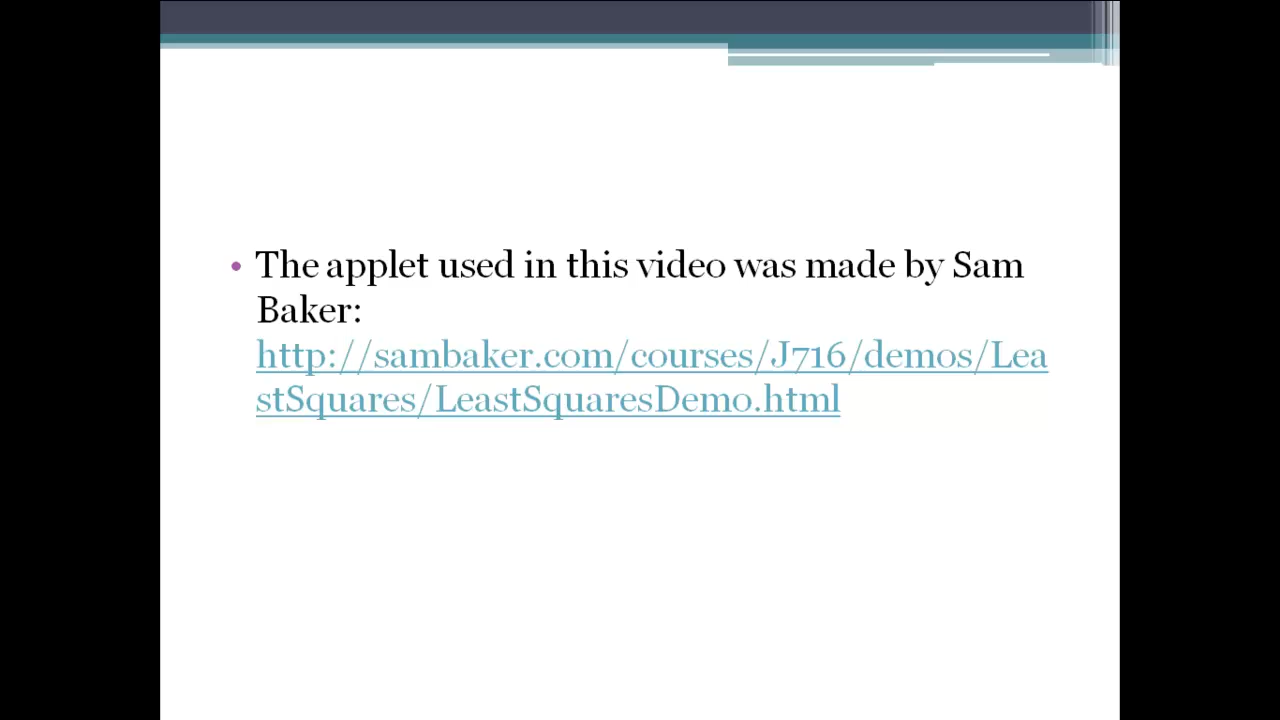 • The applet used in this video was made by Sam
Baker:
http://sambaker.com/courses/J716/demos/Lea
stSquares/LeastSquaresDemo.html